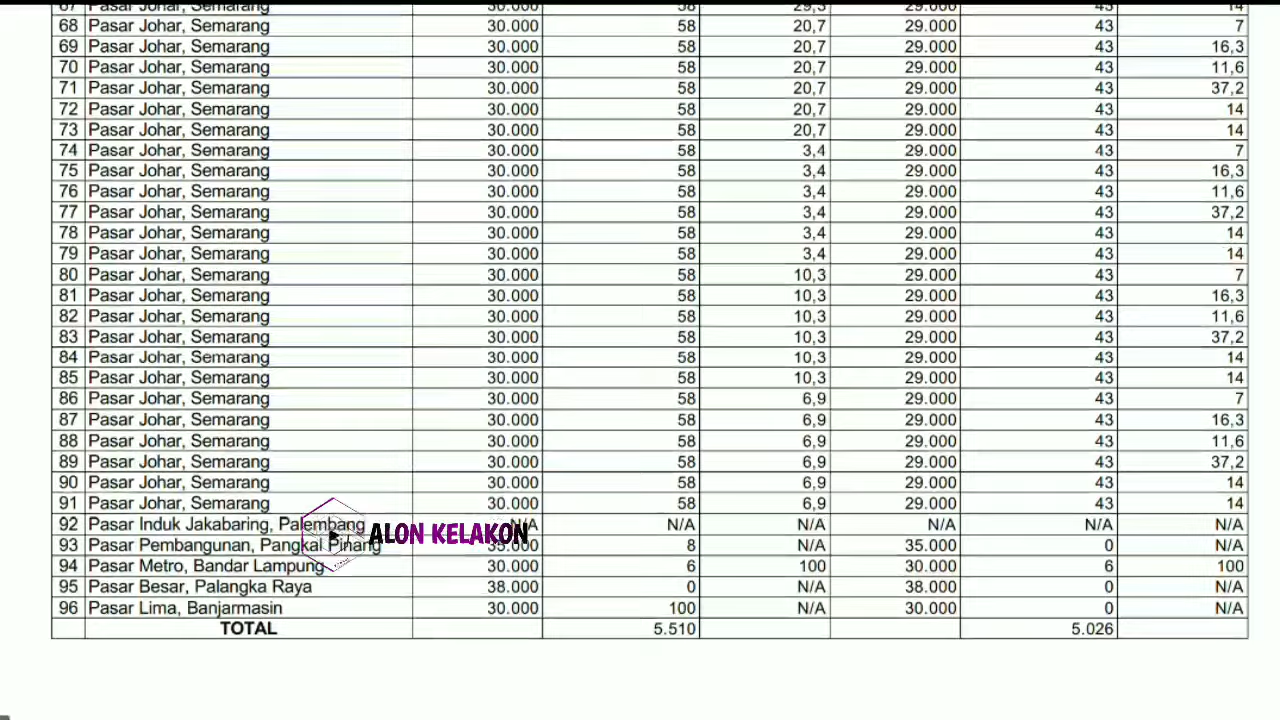 67 Pasar Johar, Semarang 30.000 58 29,3 29.000 43 14
68 Pasar Johar, Semarang 30.000 58 20,7 29.000 43 7
69 Pasar Johar, Semarang 30.000 58 20,7 29.000 43 16,3
70 Pasar Johar, Semarang 30.000 58 20,7 29.000 43 11,6
71 Pasar Johar, Semarang 30.000 58 20,7 29.000 43 37,2
72 Pasar Johar, Semarang 30.000 58 20,7 29.000 43 14
73 Pasar Johar, Semarang 30.000 58 20,7 29.000 43 14
74 Pasar Johar, Semarang 30.000 58 3,4 29.000 43 7
75 Pasar Johar, Semarang 30.000 58 3,4 29.000 43 16,3
76 Pasar Johar, Semarang 30.000 58 3,4 29.000 43 11,6
77 Pasar Johar, Semarang 30.000 58 3,4 29.000 43 37,2
78 Pasar Johar, Semarang 30.000 58 3,4 29.000 43 14
79 Pasar Johar, Semarang 30.000 58 3,4 29.000 43 14
80 Pasar Johar, Semarang 30.000 58 10,3 29.000 43 7
81 Pasar Johar, Semarang 30.000 58 10,3 29.000 43 16,3
82 Pasar Johar, Semarang 30.000 58 10,3 29.000 43 11,6
83 Pasar Johar, Semarang 30.000 58 10,3 29.000 43 37,2
84 Pasar Johar, Semarang 30.000 58 10,3 29.000 43 14
85 Pasar Johar, Semarang 30.000 58 10,3 29.000 43 14
86 Pasar Johar, Semarang 30.000 58 6,9 29.000 43 7
87 Pasar Johar, Semarang 30.000 58 6,9 29.000 43 16,3
88 Pasar Johar, Semarang 30.000 58 6,9 29.000 43 11,6
89 Pasar Johar, Semarang 30.000 58 6,9 29.000 43 37,2
90 Pasar Johar, Semarang 30.000 58 6,9 29.000 43 14
91 Pasar Johar, Semarang 30.000 58 6,9 29.000 43 14
92 Pasar Induk Jakabaring, Palembang N/A N/A N/A N/A N/A N/A
ALON KELAKON
93 Pasar Pembangunan, Pangkal Pinang 35.000 8 N/A 35.000 0 N/A
94 Pasar Metro, Bandar Lampung 30.000 6 100 30.000 6 100
95 Pasar Besar, Palangka Raya 38.000 0 N/A 38.000 0 N/A
96 Pasar Lima, Banjarmasin 30.000 100 N/A 30.000 0 N/A
TOTAL 5.510 5.026